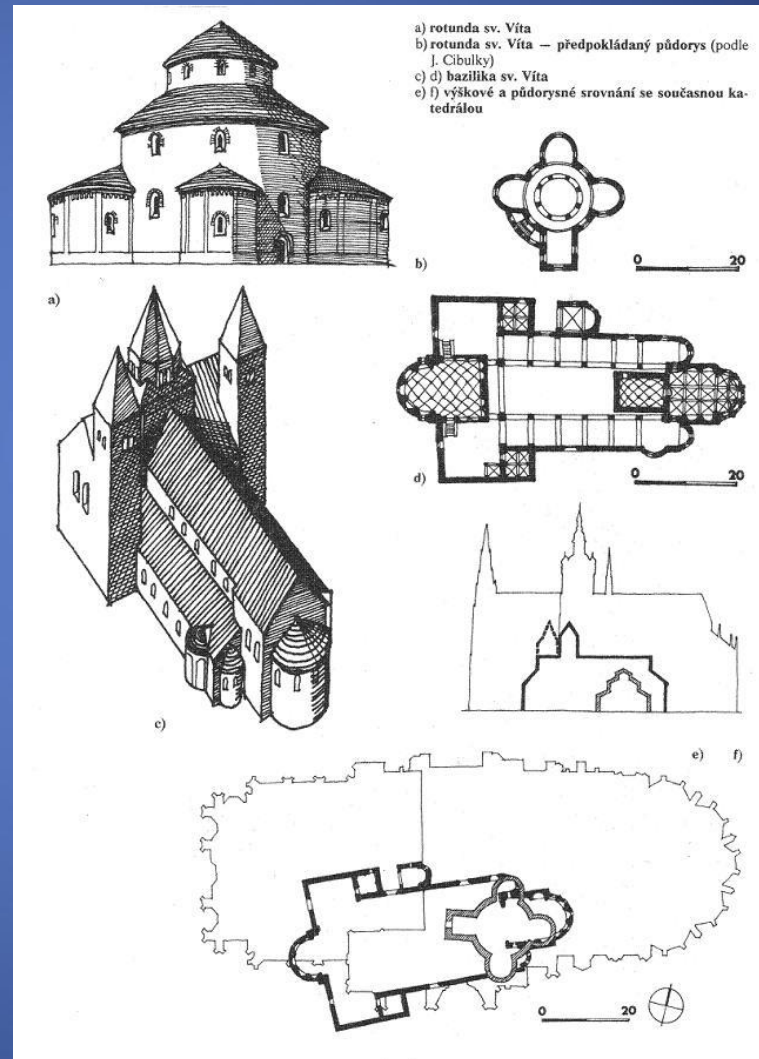 a) rotunda sv. Víta
b) rotunda sv. Víta — předpokládaný půdorys (podle
J. Cibulky)
c) d) bazilika sv. Víta
e) f) výškové a půdorysné srovnání se současnou ka-
tedrálou
a)
b)
0 20
c)
d)
0 20
e) f)
0 20